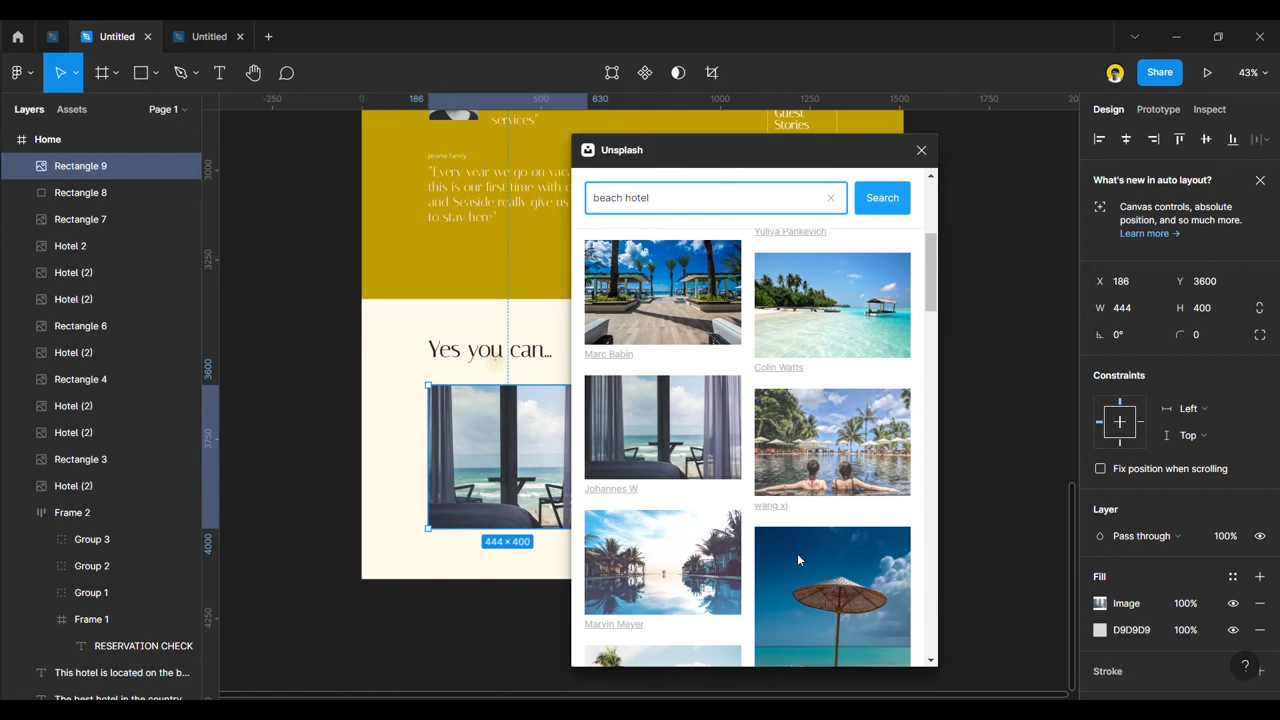 Untitled
Untitled
Share
43%
Layers
Assets
Page 1
-250
0
186
500
630
1000
1250
1500
1750
20
Design
Prototype
Inspect
Home
Rectangle 9
Rectangle 8
Rectangle 7
Hotel 2
Hotel (2)
Hotel (2)
Rectangle 6
Hotel (2)
Rectangle 4
Hotel (2)
Hotel (2)
Rectangle 3
Hotel (2)
Frame 2
Group 3
Group 2
Group 1
Frame 1
RESERVATION CHECK
This hotel is located on the b...
The best hotel in the country
3000
3250
3600
3750
4000
4250
services"
Guest
Stories
Jerome Family
"Every year we go on vaca
this is our first time with o
and Seaside really give us
to stay here"
Yes you can...
444 × 400
Unsplash
beach hotel
Search
Yuliya Pankevich
Marc Babin
Colin Watts
Johannes W
wang xi
Marvin Meyer
What's new in auto layout?
Canvas controls, absolute
position, and so much more.
Learn more →
X 186 Y 3600
W 444 H 400
0° 0
Constraints
Left
Top
Fix position when scrolling
Layer
Pass through 100%
Fill
Image 100%
D9D9D9 100%
Stroke
?